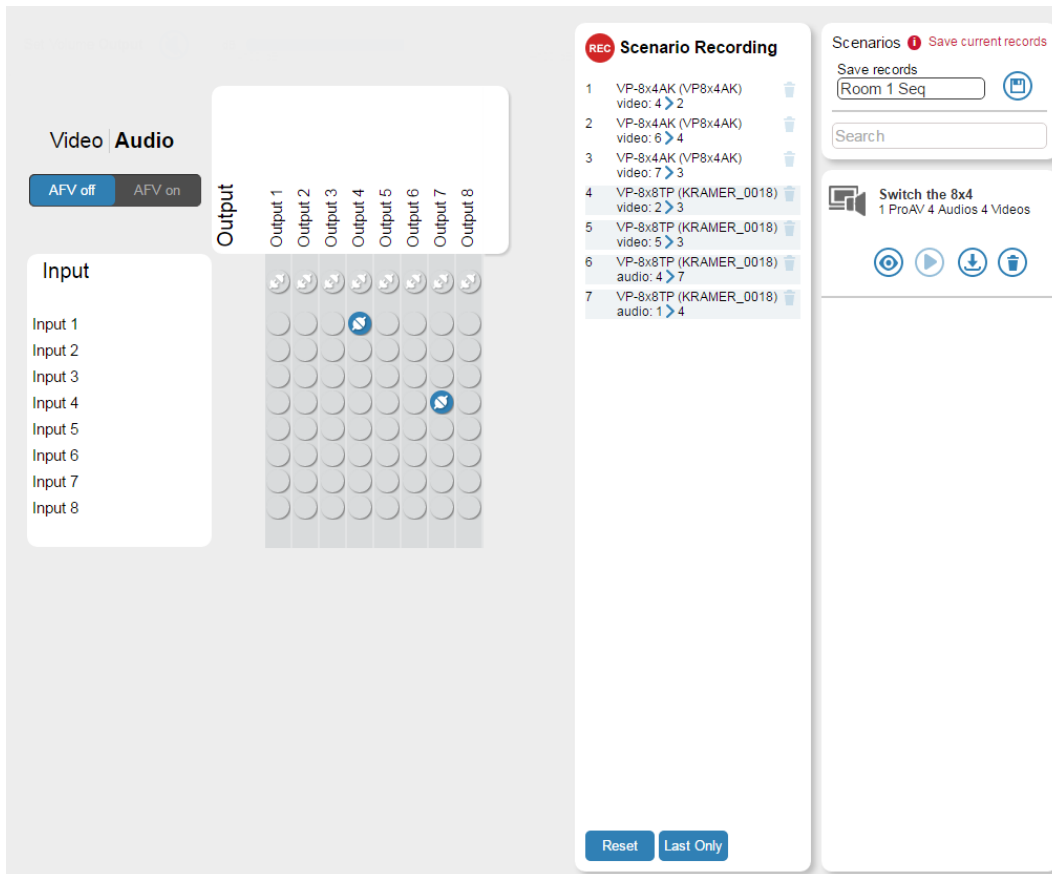 Video Audio
AFV off AFV on
Output
Output 1
Output 2
Output 3
Output 4
Output 5
Output 6
Output 7
Output 8
Input
Input 1
Input 2
Input 3
Input 4
Input 5
Input 6
Input 7
Input 8
REC Scenario Recording
1 VP-8x4AK (VP8x4AK)
video: 4 > 2
2 VP-8x4AK (VP8x4AK)
video: 6 > 4
3 VP-8x4AK (VP8x4AK)
video: 7 > 3
4 VP-8x8TP (KRAMER_0018)
video: 2 > 3
5 VP-8x8TP (KRAMER_0018)
video: 5 > 3
6 VP-8x8TP (KRAMER_0018)
audio: 4 > 7
7 VP-8x8TP (KRAMER_0018)
audio: 1 > 4
Reset Last Only
Scenarios Save current records
Save records
Room 1 Seq
Search
Switch the 8x4
1 ProAV 4 Audios 4 Videos